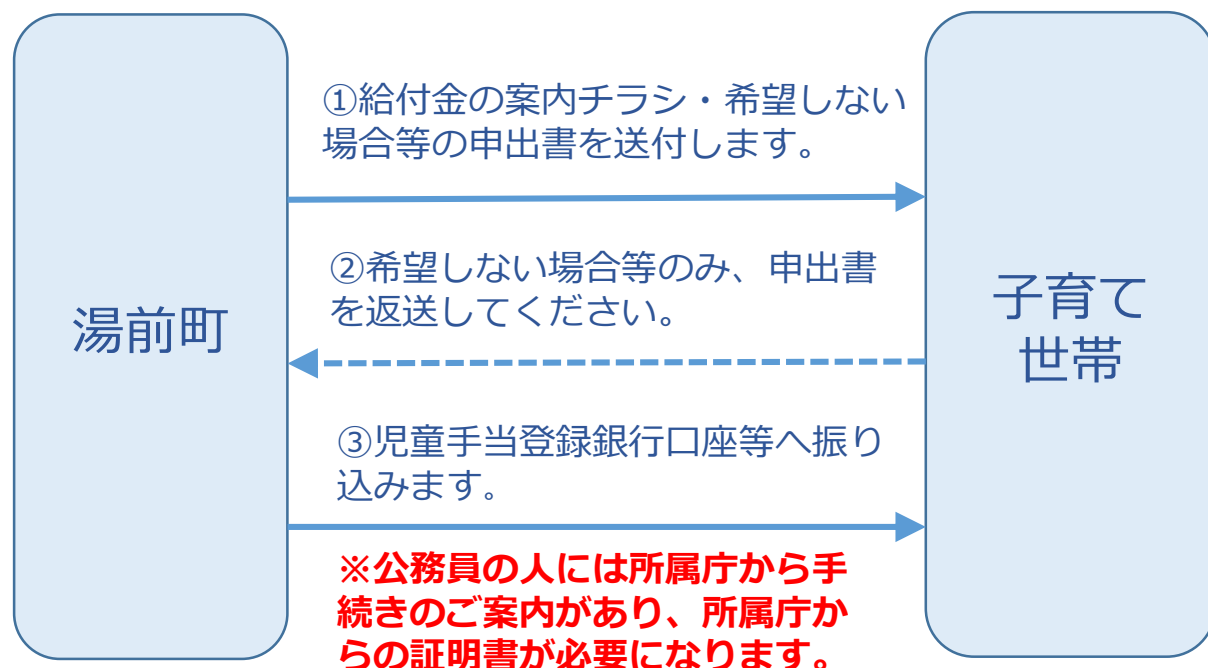 湯前町
①給付金の案内チラシ・希望しない
場合等の申出書を送付します。
②希望しない場合等のみ、申出書
を返送してください。
③児童手当登録銀行口座等へ振り
込みます。
※公務員の人には所属庁から手
続きのご案内があり、所属庁か
らの証明書が必要になります。
子育て
世帯